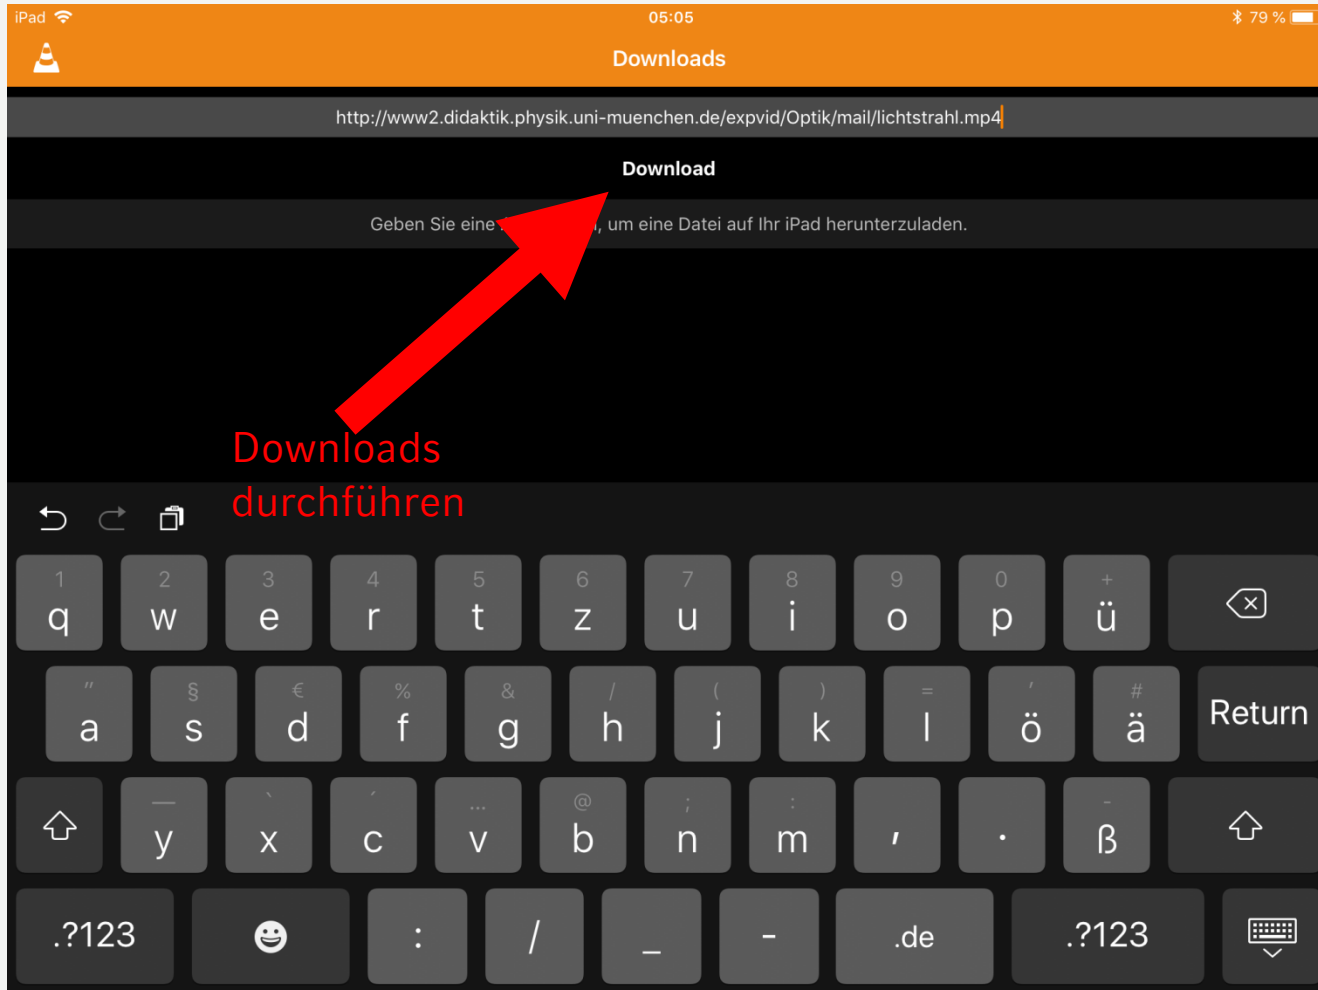 iPad
05:05
79 %
Downloads
http://www2.didaktik.physik.uni-muenchen.de/expvid/Optik/mail/lichtstrahl.mp4
Download
Geben Sie eine , um eine Datei auf Ihr iPad herunterzuladen.
Downloads
durchführen
1 2 3 4 5 6 7 8 9 0 +
q w e r t z u i o p ü
" § € % & / ( ) = ' #
a s d f g h j k l ö ä Return
— ` ´ ... @ ; : -
y x c v b n m , . ß
.?123 : / _ - .de .?123